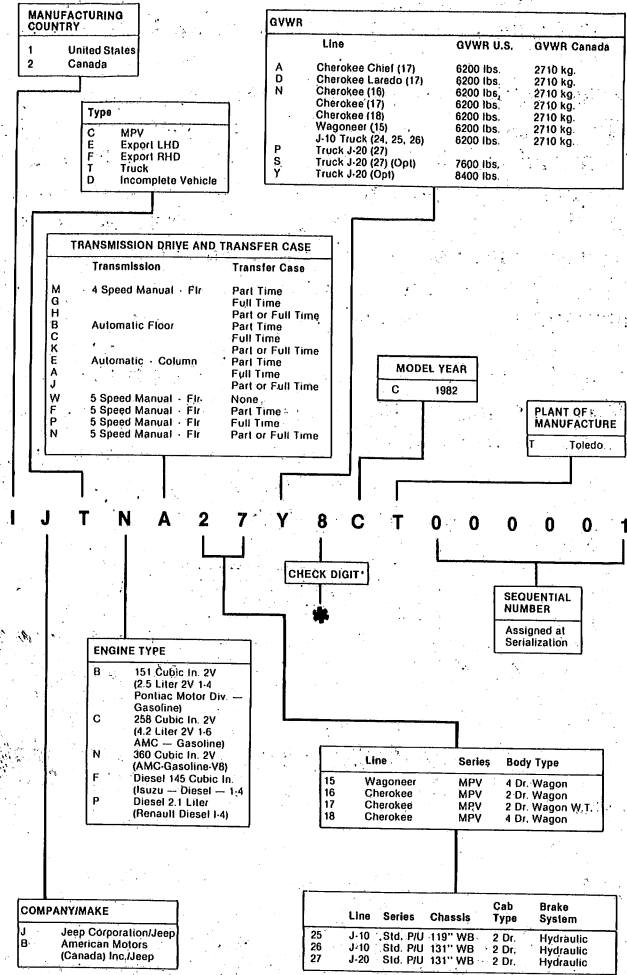 MANUFACTURING
COUNTRY
1 United States
2 Canada
GVWR
Line GVWR U.S. GVWR Canada
A Cherokee Chief (17) 6200 lbs. 2710 kg.
D Cherokee Laredo (17) 6200 lbs. 2710 kg.
N Cherokee (16) 6200 lbs. 2710 kg.
Cherokee (17) 6200 lbs. 2710 kg.
Cherokee (18) 6200 lbs. 2710 kg.
Wagoneer (15) 6200 lbs. 2710 kg.
J-10 Truck (24, 25, 26) 6200 lbs. 2710 kg.
P Truck J-20 (27)
S Truck J-20 (27) (Opt) 7600 lbs.
Y Truck J-20 (Opt) 8400 lbs.
Type
C MPV
E Export LHD
F Export RHD
T Truck
D Incomplete Vehicle
TRANSMISSION DRIVE AND TRANSFER CASE
Transmission Transfer Case
M 4 Speed Manual - Flr Part Time
G Full Time
H Part or Full Time
B Automatic Floor Part Time
C Full Time
K Part or Full Time
E Automatic - Column Part Time
A Full Time
J Part or Full Time
W 5 Speed Manual - Flr None
F 5 Speed Manual - Flr Part Time
P 5 Speed Manual - Flr Full Time
N 5 Speed Manual - Flr Part or Full Time
MODEL YEAR
C 1982
PLANT OF
MANUFACTURE
T Toledo
I J T N A 2 7 Y 8 C T 0 0 0 0 0 1
CHECK DIGIT*
*
SEQUENTIAL
NUMBER
Assigned at
Serialization
ENGINE TYPE
B 151 Cubic In. 2V
(2.5 Liter 2V 1-4
Pontiac Motor Div. —
Gasoline)
C 258 Cubic In. 2V
(4.2 Liter 2V 1-6
AMC — Gasoline)
N 360 Cubic In. 2V
(AMC-Gasoline-V8)
F Diesel 145 Cubic In.
(Isuzu — Diesel — 1-4
P Diesel 2.1 Liter
(Renault Diesel I-4)
Line Series Body Type
15 Wagoneer MPV 4 Dr. Wagon
16 Cherokee MPV 2 Dr. Wagon
17 Cherokee MPV 2 Dr. Wagon W.T.
18 Cherokee MPV 4 Dr. Wagon
COMPANY/MAKE
J Jeep Corporation/Jeep
B American Motors
(Canada) Inc./Jeep
Line Series Chassis Cab Type Brake System
25 J-10 Std. P/U 119" WB 2 Dr. Hydraulic
26 J-10 Std. P/U 131" WB 2 Dr. Hydraulic
27 J-20 Std. P/U 131" WB 2 Dr. Hydraulic